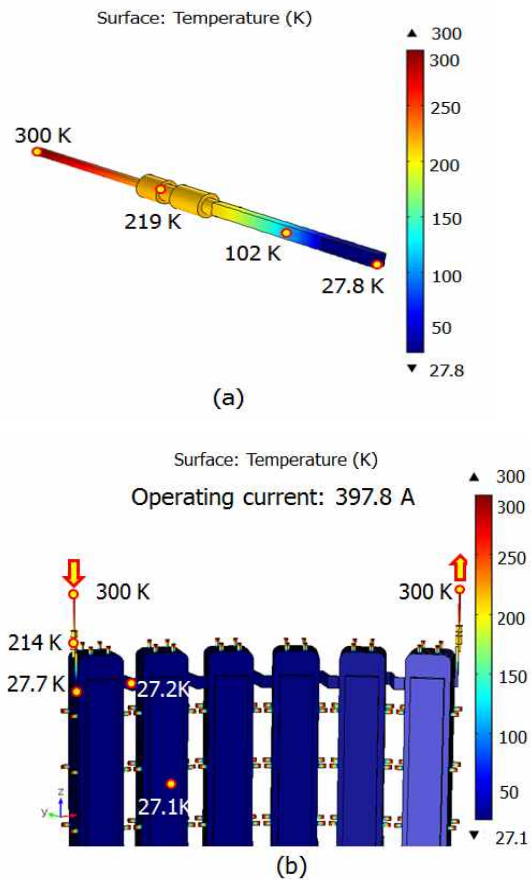 Surface: Temperature (K)
▲ 300
300
250
200
150
100
50
▼ 27.8
300 K
219 K
102 K
27.8 K
(a)
Surface: Temperature (K)
Operating current: 397.8 A
▲ 300
300
250
200
150
100
50
▼ 27.1
300 K
300 K
214 K
27.7 K
27.2K
27.1K
z
y
(b)